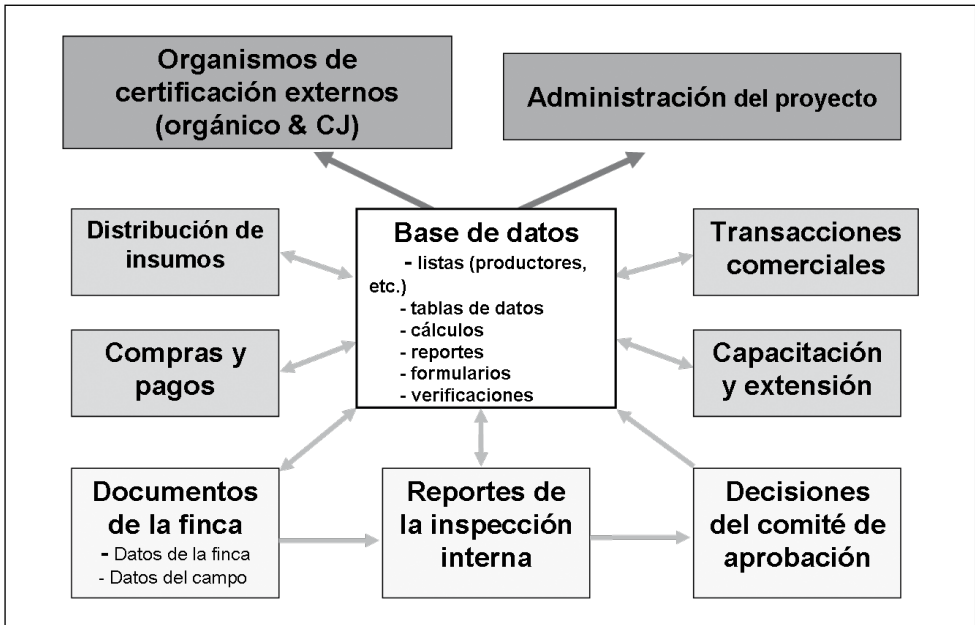 Organismos de
certificación externos
(orgánico & CJ)
Administración del proyecto
Distribución de
insumos
Base de datos
- listas (productores,
etc.)
- tablas de datos
- cálculos
- reportes
- formularios
- verificaciones
Transacciones
comerciales
Compras y
pagos
Capacitación
y extensión
Documentos
de la finca
- Datos de la finca
- Datos del campo
Reportes de
la inspección
interna
Decisiones
del comité de
aprobación